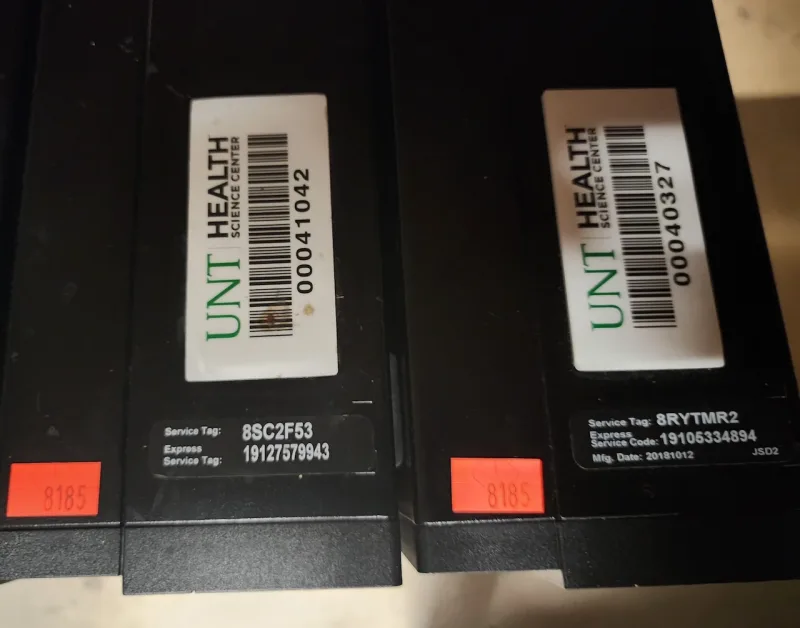 UNT HEALTH
SCIENCE CENTER
00041042
Service Tag: 8SC2F53
Express
Service Tag: 19127579943
8185
UNT HEALTH
SCIENCE CENTER
00040327
Service Tag: 8RYTMR2
Express
Service Code: 19105334894
Mfg. Date: 20181012 JSD2
8185